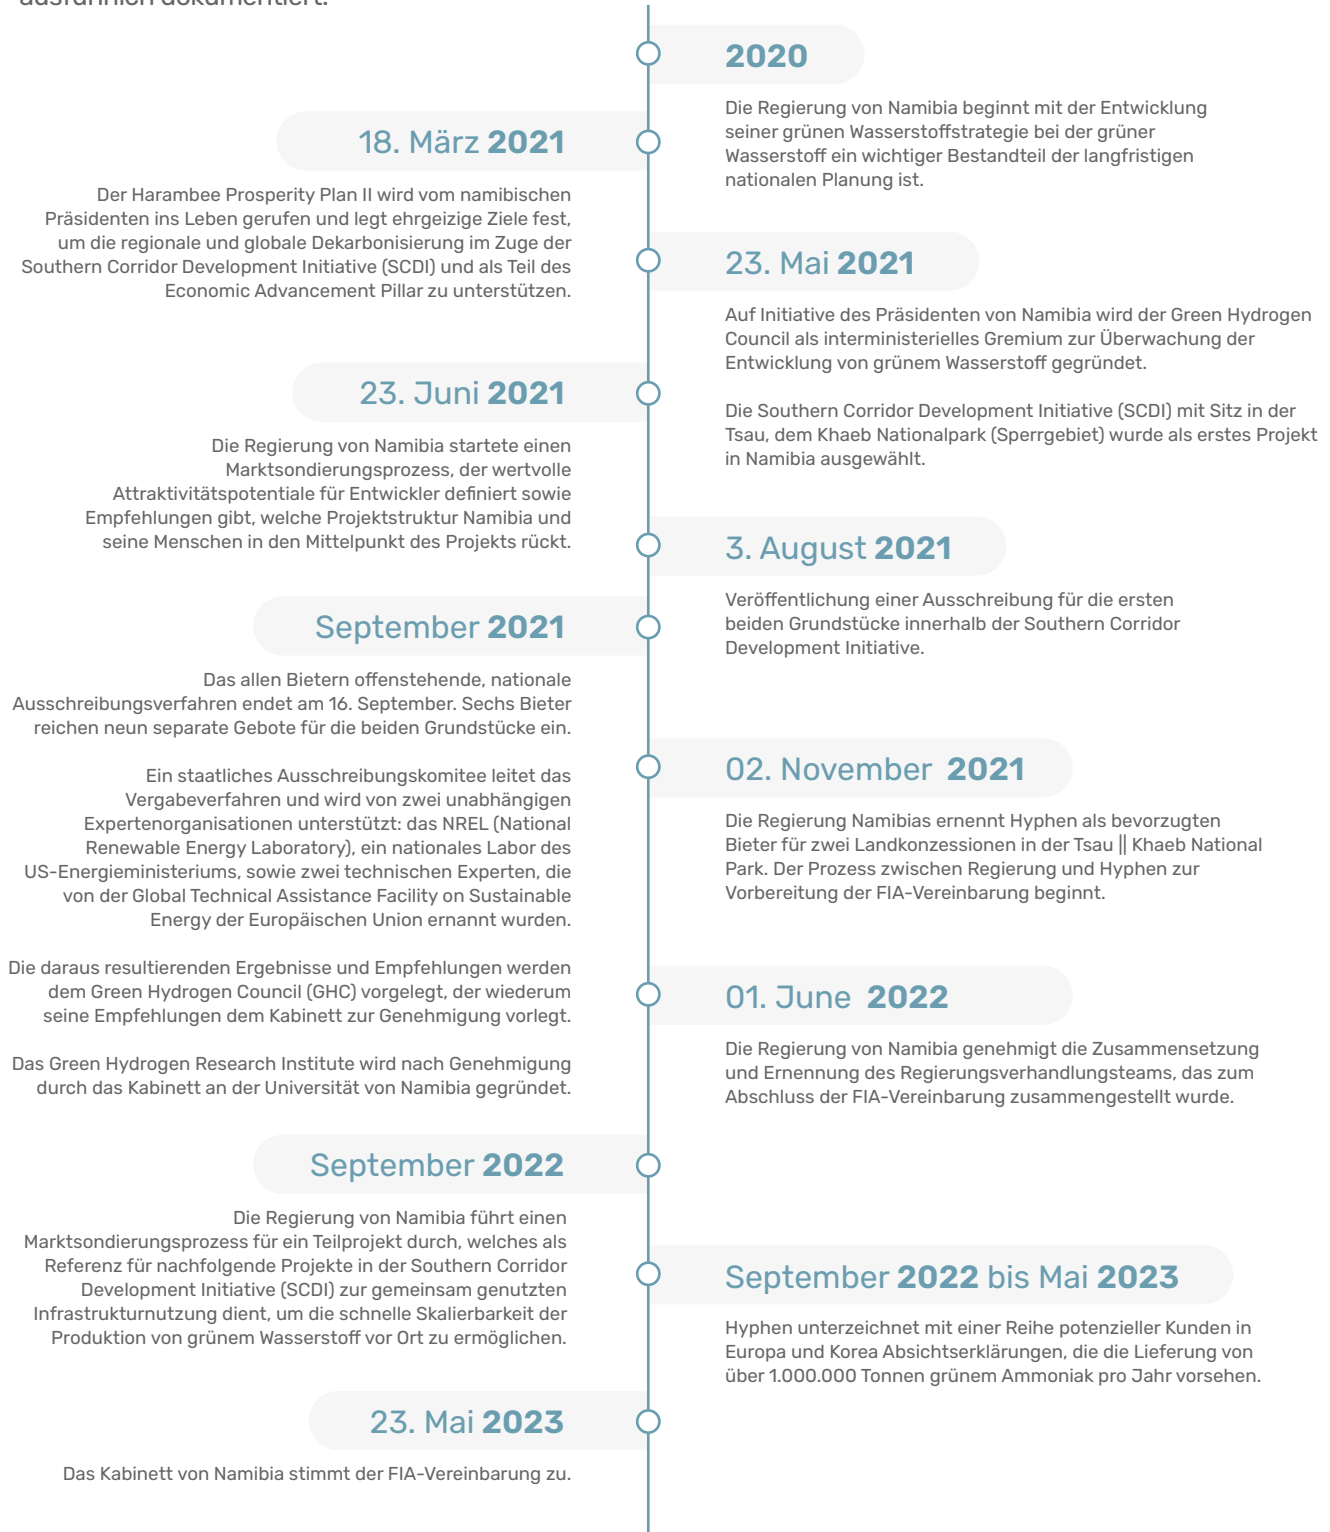 ausführlich dokumentiert.
2020
Die Regierung von Namibia beginnt mit der Entwicklung
seiner grünen Wasserstoffstrategie bei der grüner
Wasserstoff ein wichtiger Bestandteil der langfristigen
nationalen Planung ist.
18. März 2021
Der Harambee Prosperity Plan II wird vom namibischen
Präsidenten ins Leben gerufen und legt ehrgeizige Ziele fest,
um die regionale und globale Dekarbonisierung im Zuge der
Southern Corridor Development Initiative (SCDI) und als Teil des
Economic Advancement Pillar zu unterstützen.
23. Mai 2021
Auf Initiative des Präsidenten von Namibia wird der Green Hydrogen
Council als interministerielles Gremium zur Überwachung der
Entwicklung von grünem Wasserstoff gegründet.
Die Southern Corridor Development Initiative (SCDI) mit Sitz in der
Tsau, dem Khaeb Nationalpark (Sperrgebiet) wurde als erstes Projekt
in Namibia ausgewählt.
23. Juni 2021
Die Regierung von Namibia startete einen
Marktsondierungsprozess, der wertvolle
Attraktivitätspotentiale für Entwickler definiert sowie
Empfehlungen gibt, welche Projektstruktur Namibia und
seine Menschen in den Mittelpunkt des Projekts rückt.
3. August 2021
Veröffentlichung einer Ausschreibung für die ersten
beiden Grundstücke innerhalb der Southern Corridor
Development Initiative.
September 2021
Das allen Bietern offenstehende, nationale
Ausschreibungsverfahren endet am 16. September. Sechs Bieter
reichen neun separate Gebote für die beiden Grundstücke ein.
Ein staatliches Ausschreibungskomitee leitet das
Vergabeverfahren und wird von zwei unabhängigen
Expertenorganisationen unterstützt: das NREL (National
Renewable Energy Laboratory), ein nationales Labor des
US-Energieministeriums, sowie zwei technischen Experten, die
von der Global Technical Assistance Facility on Sustainable
Energy der Europäischen Union ernannt wurden.
Die daraus resultierenden Ergebnisse und Empfehlungen werden
dem Green Hydrogen Council (GHC) vorgelegt, der wiederum
seine Empfehlungen dem Kabinett zur Genehmigung vorlegt.
Das Green Hydrogen Research Institute wird nach Genehmigung
durch das Kabinett an der Universität von Namibia gegründet.
02. November 2021
Die Regierung Namibias ernennt Hyphen als bevorzugten
Bieter für zwei Landkonzessionen in der Tsau || Khaeb National
Park. Der Prozess zwischen Regierung und Hyphen zur
Vorbereitung der FIA-Vereinbarung beginnt.
01. June 2022
Die Regierung von Namibia genehmigt die Zusammensetzung
und Ernennung des Regierungsverhandlungsteams, das zum
Abschluss der FIA-Vereinbarung zusammengestellt wurde.
September 2022
Die Regierung von Namibia führt einen
Marktsondierungsprozess für ein Teilprojekt durch, welches als
Referenz für nachfolgende Projekte in der Southern Corridor
Development Initiative (SCDI) zur gemeinsam genutzten
Infrastrukturnutzung dient, um die schnelle Skalierbarkeit der
Produktion von grünem Wasserstoff vor Ort zu ermöglichen.
September 2022 bis Mai 2023
Hyphen unterzeichnet mit einer Reihe potenzieller Kunden in
Europa und Korea Absichtserklärungen, die die Lieferung von
über 1.000.000 Tonnen grünem Ammoniak pro Jahr vorsehen.
23. Mai 2023
Das Kabinett von Namibia stimmt der FIA-Vereinbarung zu.